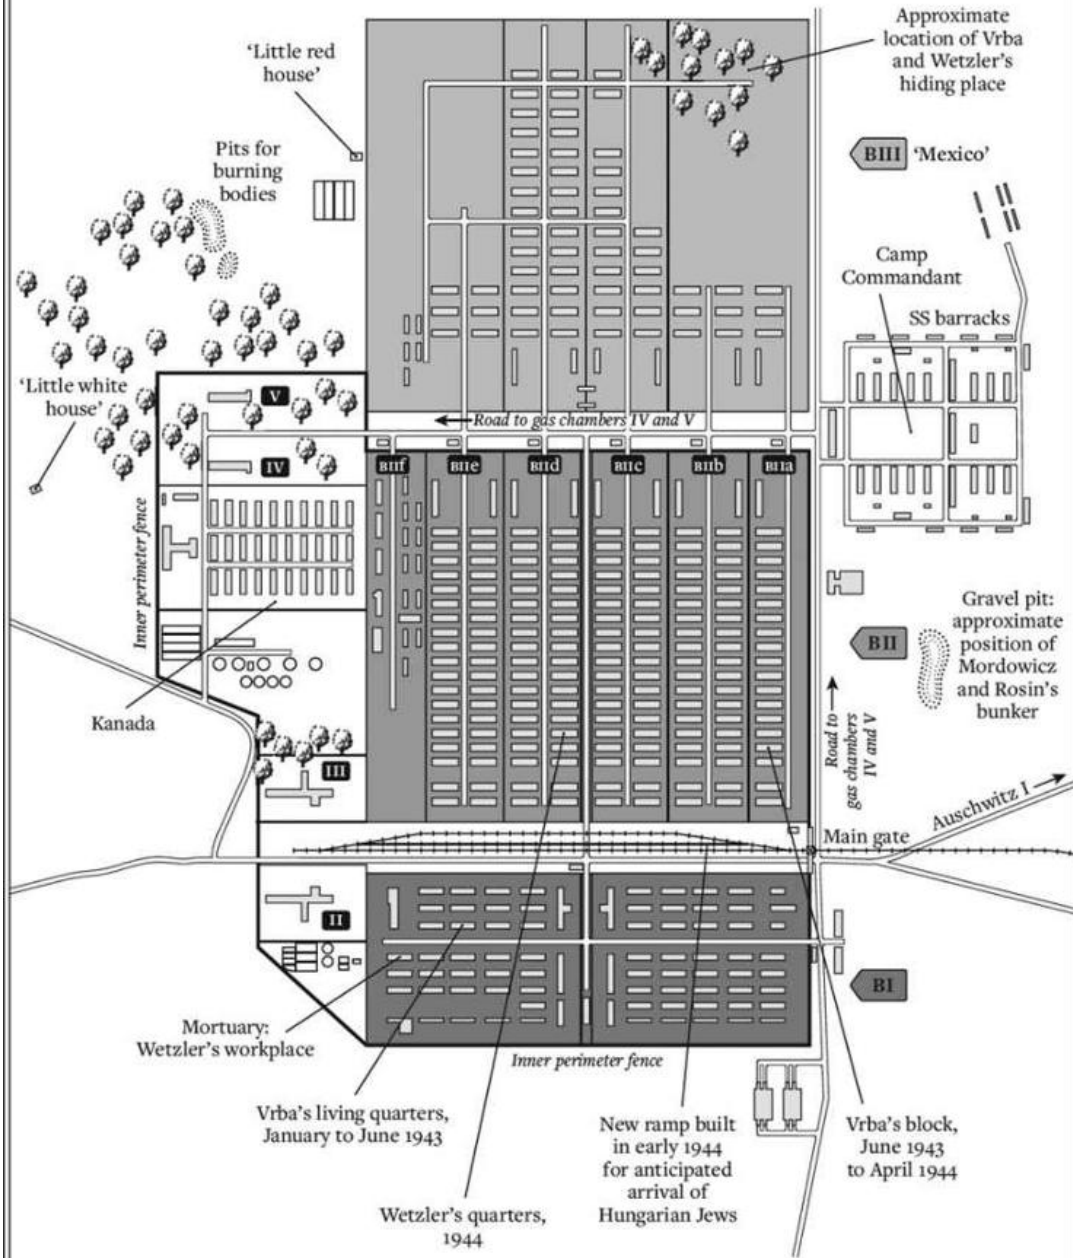 Approximate
location of Vrba
and Wetzler's
hiding place
'Little red
house'
Pits for
burning
bodies
BIII 'Mexico'
Camp
Commandant
SS barracks
'Little white
house'
V
Road to gas chambers IV and V
IV
BIIf
BIIe
BIId
BIIc
BIIb
BIIa
Inner perimeter fence
Gravel pit:
approximate
position of
Mordowicz
and Rosin's
bunker
BII
Kanada
Road to
gas chambers
IV and V
III
Auschwitz I
Main gate
II
BI
Mortuary:
Wetzler's workplace
Inner perimeter fence
Vrba's living quarters,
January to June 1943
New ramp built
in early 1944
for anticipated
arrival of
Hungarian Jews
Vrba's block,
June 1943
to April 1944
Wetzler's quarters,
1944